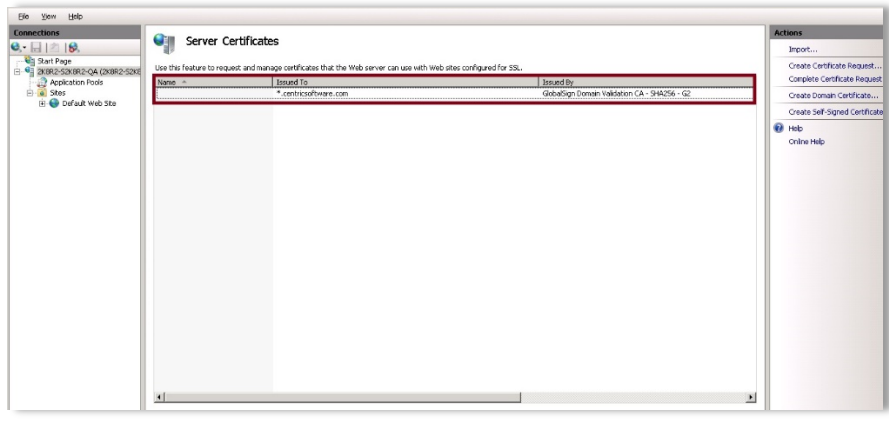 File View Help
Connections
Start Page
2K8R2-S2K8R2-QA (2K8R2-S2K8
Application Pools
Sites
Default Web Site
Server Certificates
Use this feature to request and manage certificates that the Web server can use with Web sites configured for SSL.
Name Issued To Issued By
*.centricsoftware.com GlobalSign Domain Validation CA - SHA256 - G2
Actions
Import...
Create Certificate Request...
Complete Certificate Request
Create Domain Certificate...
Create Self-Signed Certificate
Help
Online Help